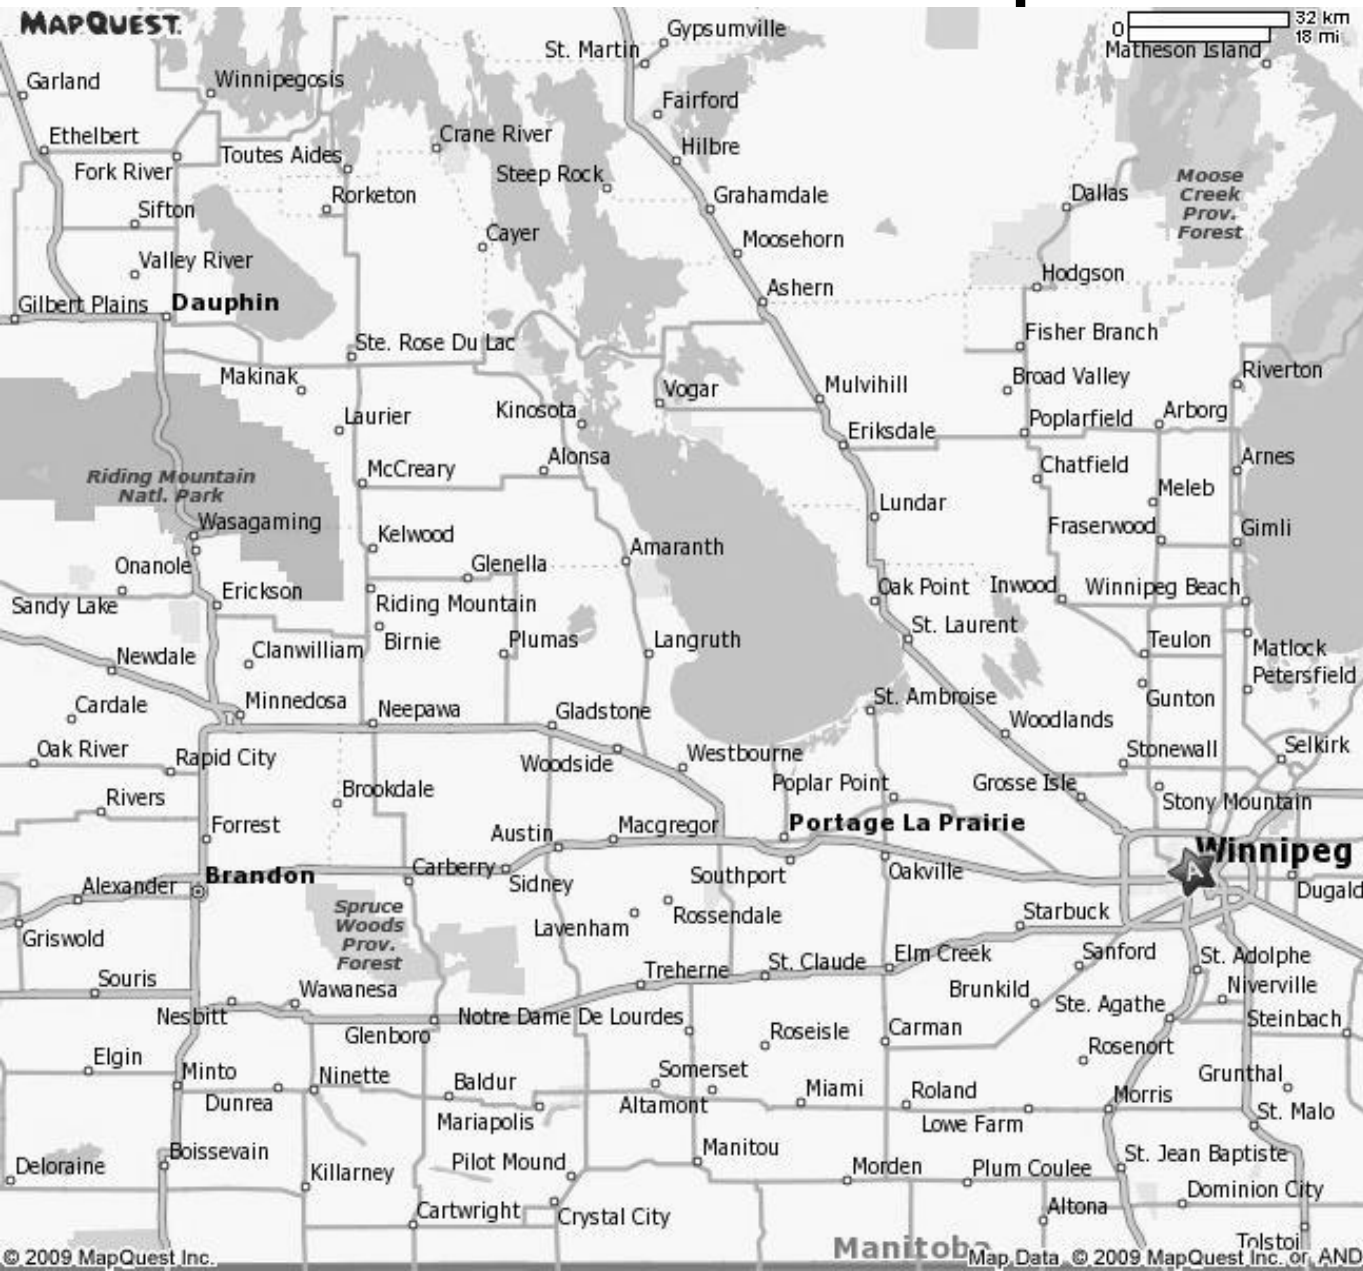 MAPQUEST.
0
32 km
18 mi
Gypsumville
St. Martin
Matheson Island
Garland
Winnipegosis
Fairford
Ethelbert
Crane River
Hilbre
Toutes Aides
Fork River
Steep Rock
Moose
Creek
Prov.
Forest
Dallas
Rorketon
Grahamdale
Sifton
Cayer
Moosehorn
Valley River
Hodgson
Ashern
Gilbert Plains
Dauphin
Fisher Branch
Ste. Rose Du Lac
Makinak
Vogar
Mulvihill
Broad Valley
Riverton
Laurier
Kinosota
Eriksdale
Poplarfield
Arborg
Alonsa
McCreary
Chatfield
Arnes
Riding Mountain
Natl. Park
Meleb
Lundar
Wasagaming
Kelwood
Fraserwood
Gimli
Amaranth
Onanole
Glenella
Erickson
Oak Point
Inwood
Winnipeg Beach
Sandy Lake
Riding Mountain
St. Laurent
Birnie
Plumas
Langruth
Teulon
Clanwilliam
Matlock
Newdale
Petersfield
Cardale
Minnedosa
Neepawa
Gladstone
St. Ambroise
Gunton
Woodlands
Oak River
Rapid City
Woodside
Westbourne
Stonewall
Selkirk
Poplar Point
Grosse Isle
Rivers
Brookdale
Stony Mountain
Forrest
Austin
Macgregor
Portage La Prairie
Winnipeg
A
Brandon
Carberry
Sidney
Southport
Oakville
Alexander
Dugald
Spruce
Woods
Prov.
Forest
Rossendale
Starbuck
Lavenham
Griswold
Elm Creek
Sanford
St. Adolphe
Treherne
St. Claude
Souris
Wawanesa
Brunkild
Niverville
Ste. Agathe
Nesbitt
Glenboro
Notre Dame De Lourdes
Roseisle
Carman
Steinbach
Elgin
Rosenort
Minto
Ninette
Baldur
Somerset
Grunthal
Dunrea
Altamont
Miami
Roland
Morris
Mariapolis
Lowe Farm
St. Malo
Boissevain
Manitou
St. Jean Baptiste
Deloraine
Killarney
Pilot Mound
Morden
Plum Coulee
Dominion City
Cartwright
Crystal City
Altona
Manitoba
Tolstoi
© 2009 MapQuest Inc.
Map Data © 2009 MapQuest Inc. or AND